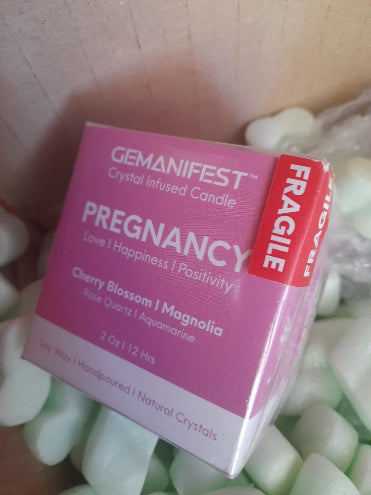 GEMANIFEST™
Crystal Infused Candle
PREGNANCY
Love | Happiness | Positivity
Cherry Blossom | Magnolia
Rose Quartz | Aquamarine
2 Oz | 12 Hrs
Soy Wax | Handpoured | Natural Crystals
FRAGILE
FRAGILE